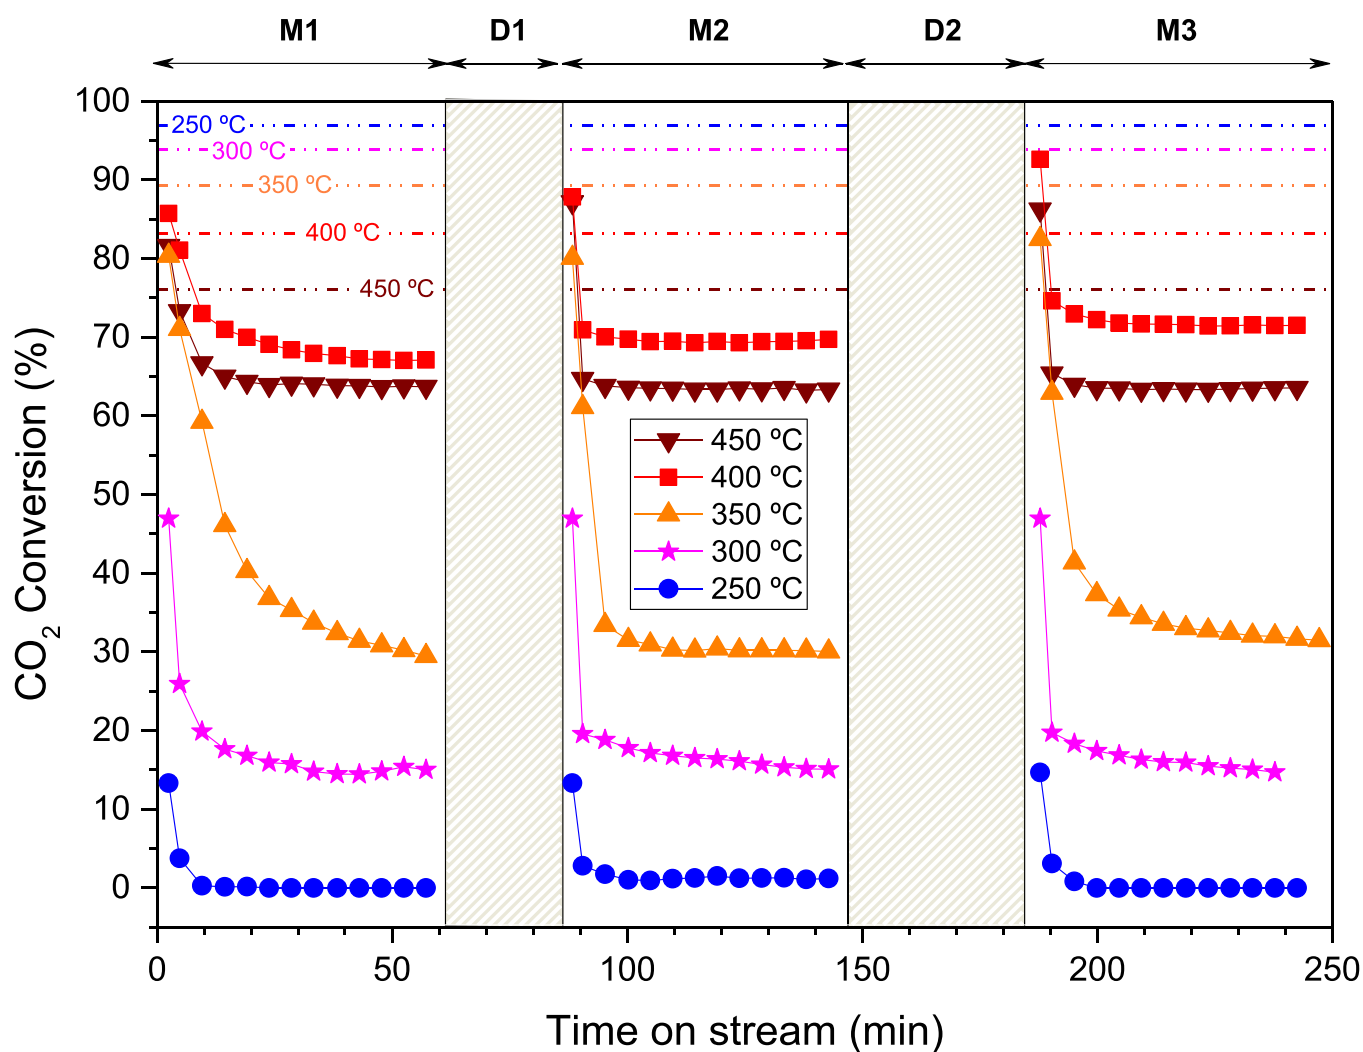 M1 D1 M2 D2 M3
100
90
80
70
60
50
40
30
20
10
0
CO2 Conversion (%)
250 ºC
300 ºC
350 ºC
400 ºC
450 ºC
450 ºC
400 ºC
350 ºC
300 ºC
250 ºC
0 50 100 150 200 250
Time on stream (min)